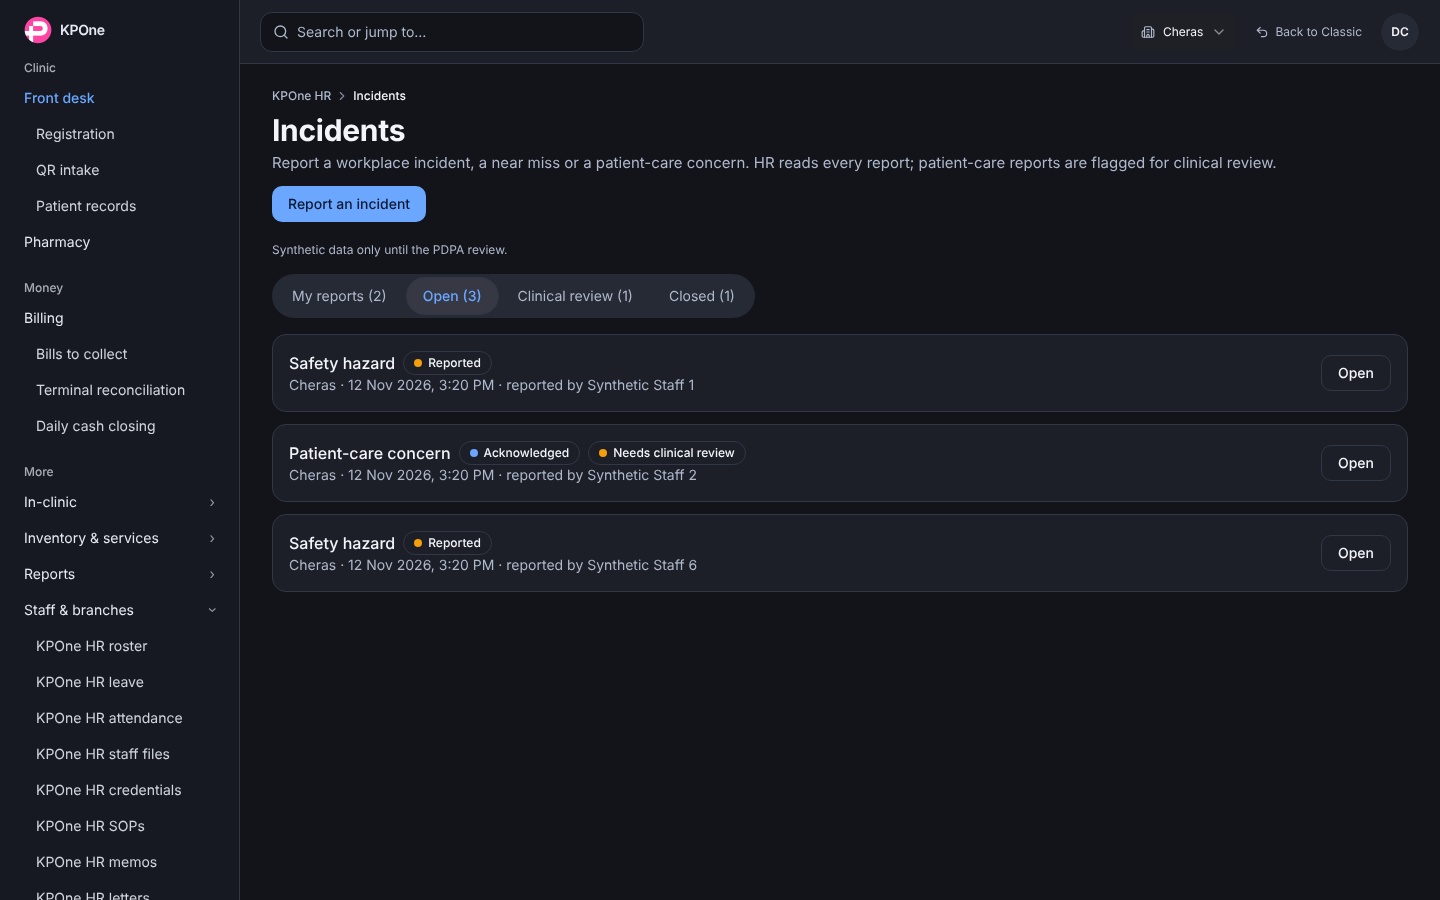 KPOne
Clinic
Front desk
Registration
QR intake
Patient records
Pharmacy
Money
Billing
Bills to collect
Terminal reconciliation
Daily cash closing
More
In-clinic
Inventory & services
Reports
Staff & branches
KPOne HR roster
KPOne HR leave
KPOne HR attendance
KPOne HR staff files
KPOne HR credentials
KPOne HR SOPs
KPOne HR memos
KPOne HR letters
Search or jump to...
Cheras
Back to Classic
DC
KPOne HR > Incidents
Incidents
Report a workplace incident, a near miss or a patient-care concern. HR reads every report; patient-care reports are flagged for clinical review.
Report an incident
Synthetic data only until the PDPA review.
My reports (2) Open (3) Clinical review (1) Closed (1)
Safety hazard Reported
Cheras · 12 Nov 2026, 3:20 PM · reported by Synthetic Staff 1
Open
Patient-care concern Acknowledged Needs clinical review
Cheras · 12 Nov 2026, 3:20 PM · reported by Synthetic Staff 2
Open
Safety hazard Reported
Cheras · 12 Nov 2026, 3:20 PM · reported by Synthetic Staff 6
Open